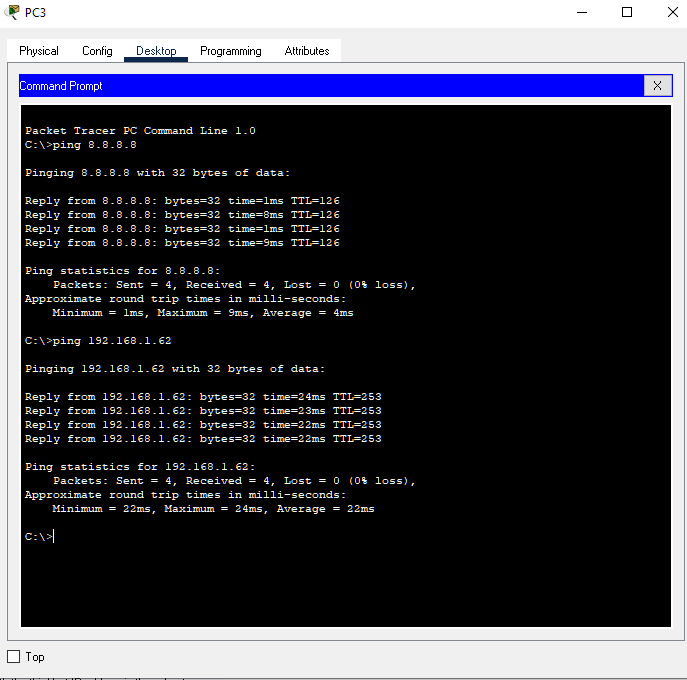 PC3
Physical Config Desktop Programming Attributes
Command Prompt
X
Packet Tracer PC Command Line 1.0
C:\>ping 8.8.8.8
Pinging 8.8.8.8 with 32 bytes of data:
Reply from 8.8.8.8: bytes=32 time=1ms TTL=126
Reply from 8.8.8.8: bytes=32 time=8ms TTL=126
Reply from 8.8.8.8: bytes=32 time=1ms TTL=126
Reply from 8.8.8.8: bytes=32 time=9ms TTL=126
Ping statistics for 8.8.8.8:
Packets: Sent = 4, Received = 4, Lost = 0 (0% loss),
Approximate round trip times in milli-seconds:
Minimum = 1ms, Maximum = 9ms, Average = 4ms
C:\>ping 192.168.1.62
Pinging 192.168.1.62 with 32 bytes of data:
Reply from 192.168.1.62: bytes=32 time=24ms TTL=253
Reply from 192.168.1.62: bytes=32 time=23ms TTL=253
Reply from 192.168.1.62: bytes=32 time=22ms TTL=253
Reply from 192.168.1.62: bytes=32 time=22ms TTL=253
Ping statistics for 192.168.1.62:
Packets: Sent = 4, Received = 4, Lost = 0 (0% loss),
Approximate round trip times in milli-seconds:
Minimum = 22ms, Maximum = 24ms, Average = 22ms
C:\>
Top